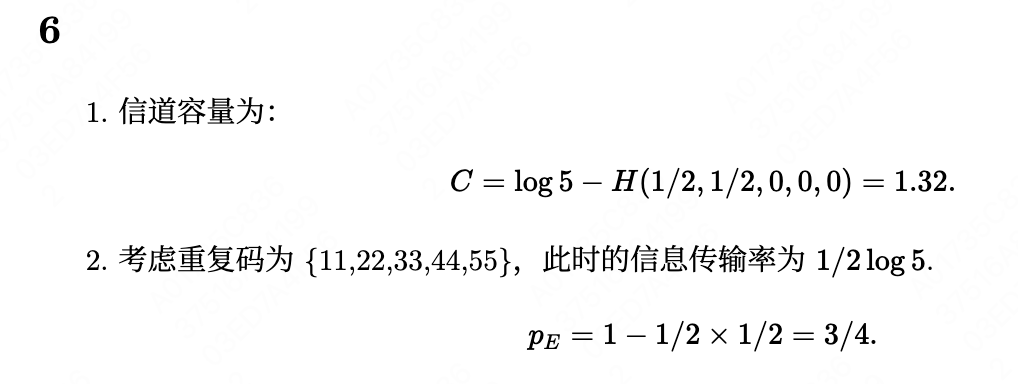 6
1. 信道容量为：
C = log 5 − H(1/2, 1/2, 0, 0, 0) = 1.32.
2. 考虑重复码为 {11,22,33,44,55}，此时的信息传输率为 1/2 log 5.
p_E = 1 − 1/2 × 1/2 = 3/4.